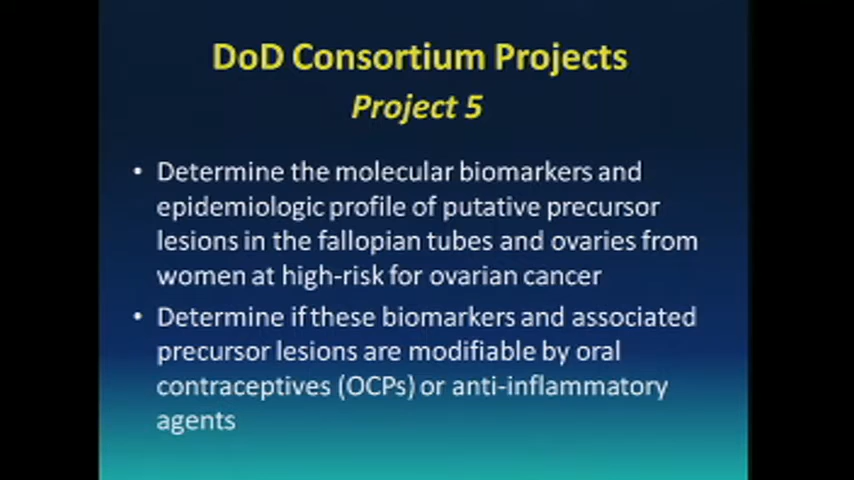 DoD Consortium Projects
Project 5
• Determine the molecular biomarkers and
epidemiologic profile of putative precursor
lesions in the fallopian tubes and ovaries from
women at high-risk for ovarian cancer
• Determine if these biomarkers and associated
precursor lesions are modifiable by oral
contraceptives (OCPs) or anti-inflammatory
agents